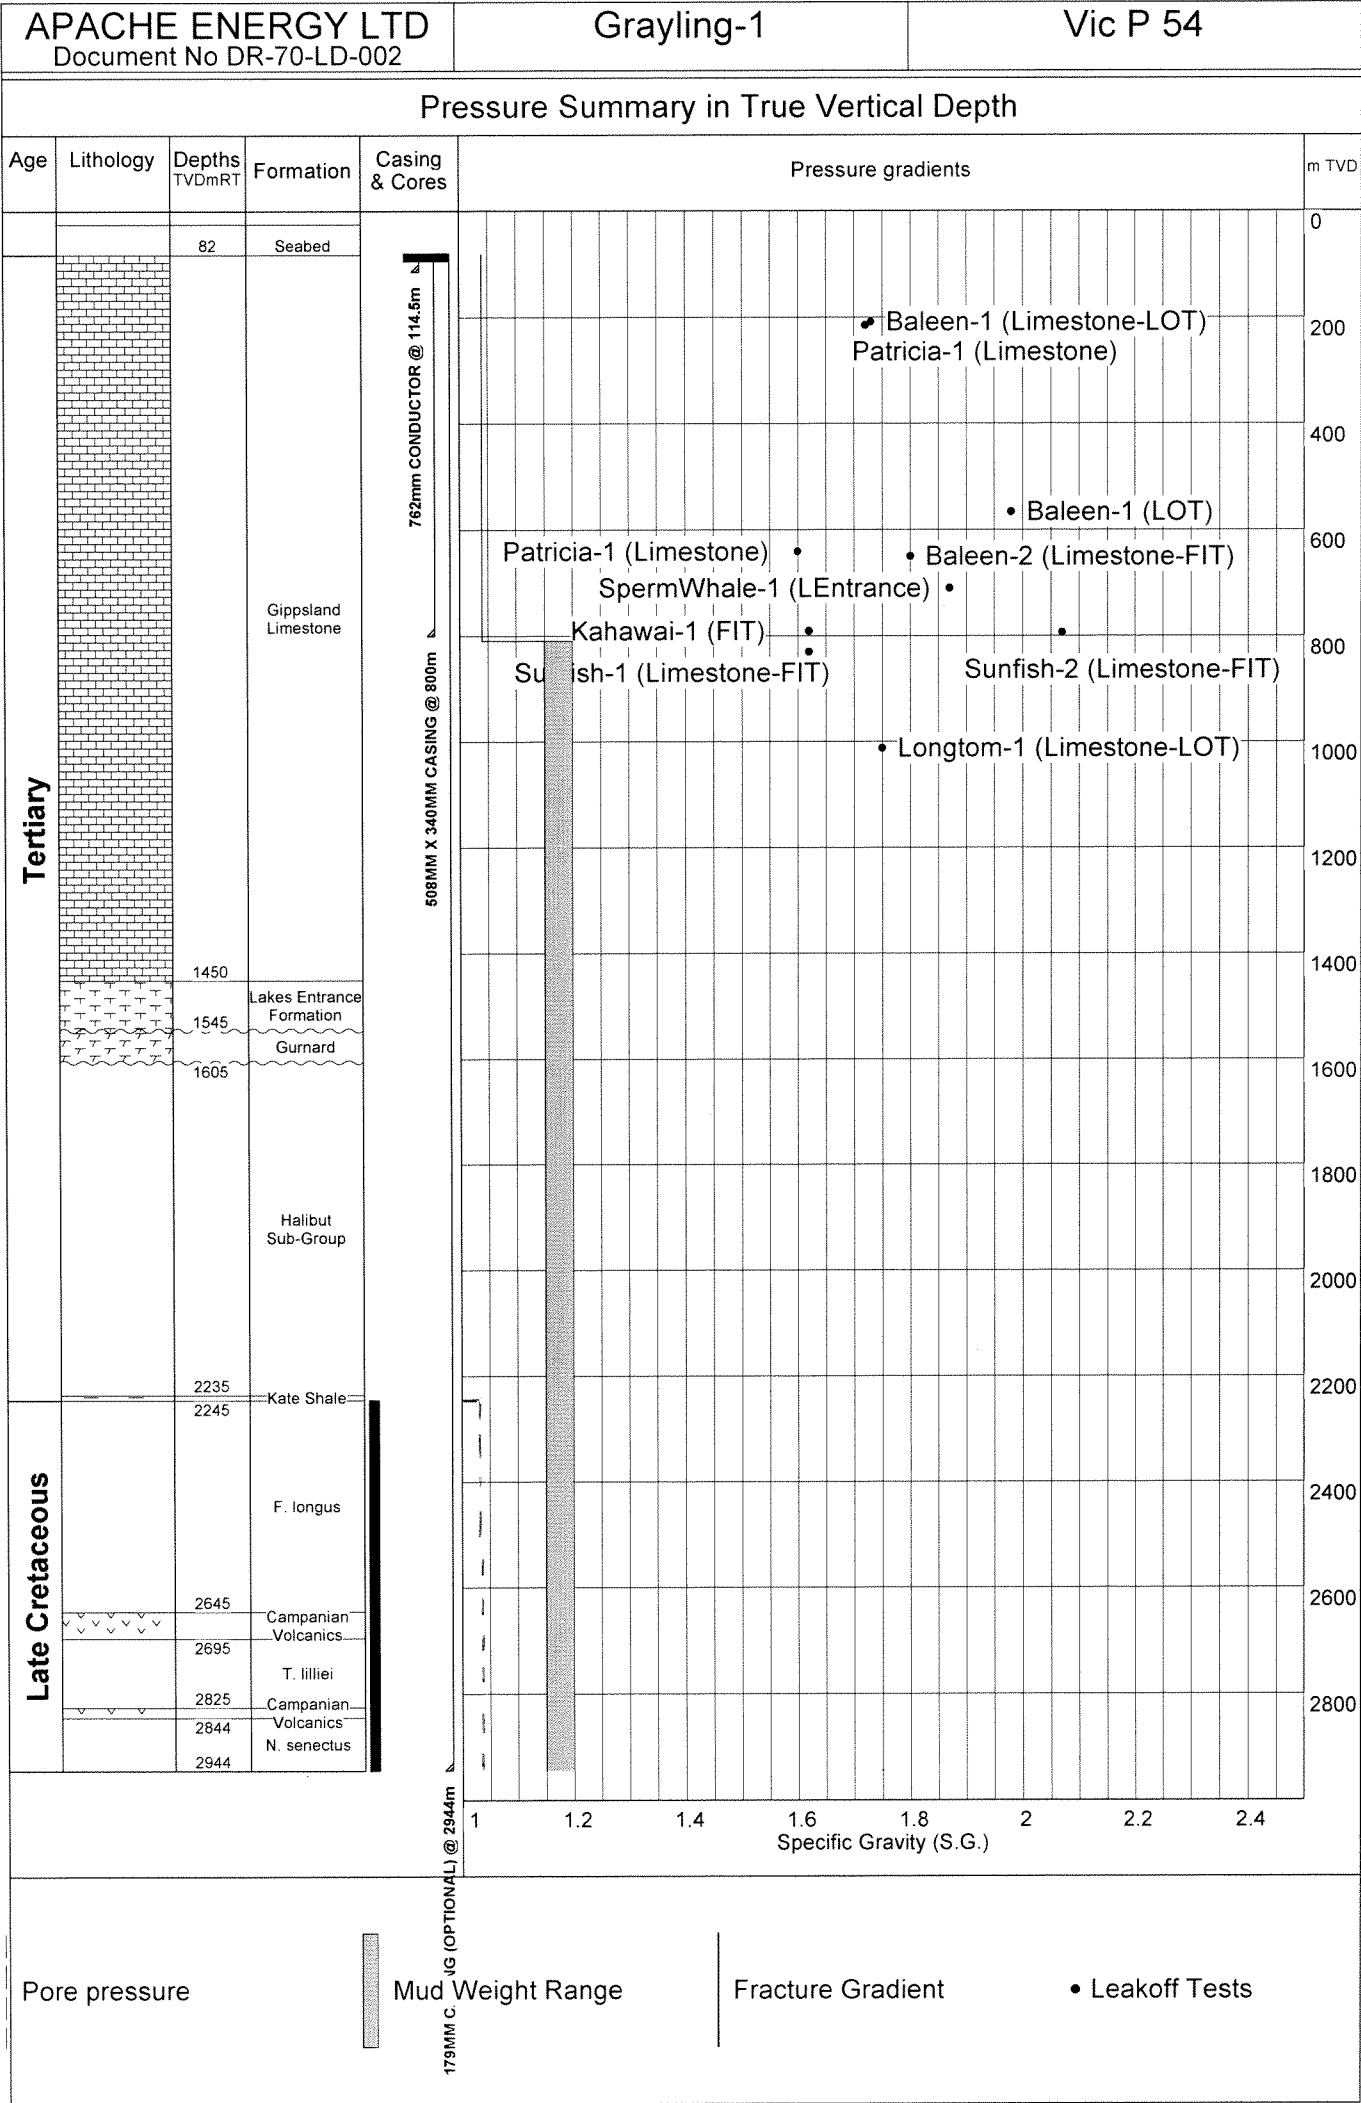 APACHE ENERGY LTD
Document No DR-70-LD-002
Grayling-1
Vic P 54
Pressure Summary in True Vertical Depth
Age
Lithology
Depths
TVDmRT
Formation
Casing
& Cores
Pressure gradients
m TVD
0
82
Seabed
762mm CONDUCTOR @ 114.5m
200
Baleen-1 (Limestone-LOT)
Patricia-1 (Limestone)
400
Baleen-1 (LOT)
600
Patricia-1 (Limestone)
Baleen-2 (Limestone-FIT)
SpermWhale-1 (LEntrance)
Gippsland
Limestone
Kahawai-1 (FIT)
800
Sunfish-1 (Limestone-FIT)
Sunfish-2 (Limestone-FIT)
508MM X 340MM CASING @ 800m
Longtom-1 (Limestone-LOT)
1000
Tertiary
1200
1400
1450
Lakes Entrance
Formation
1545
Gurnard
1600
1605
1800
Halibut
Sub-Group
2000
2200
2235
Kate Shale
2245
2400
Late Cretaceous
F. longus
2600
2645
Campanian
Volcanics
2695
T. lilliei
2800
2825
Campanian
Volcanics
2844
N. senectus
2944
179MM C NG (OPTIONAL) @ 2944m
1 1.2 1.4 1.6 1.8 2 2.2 2.4
Specific Gravity (S.G.)
Pore pressure
Mud Weight Range
Fracture Gradient
Leakoff Tests